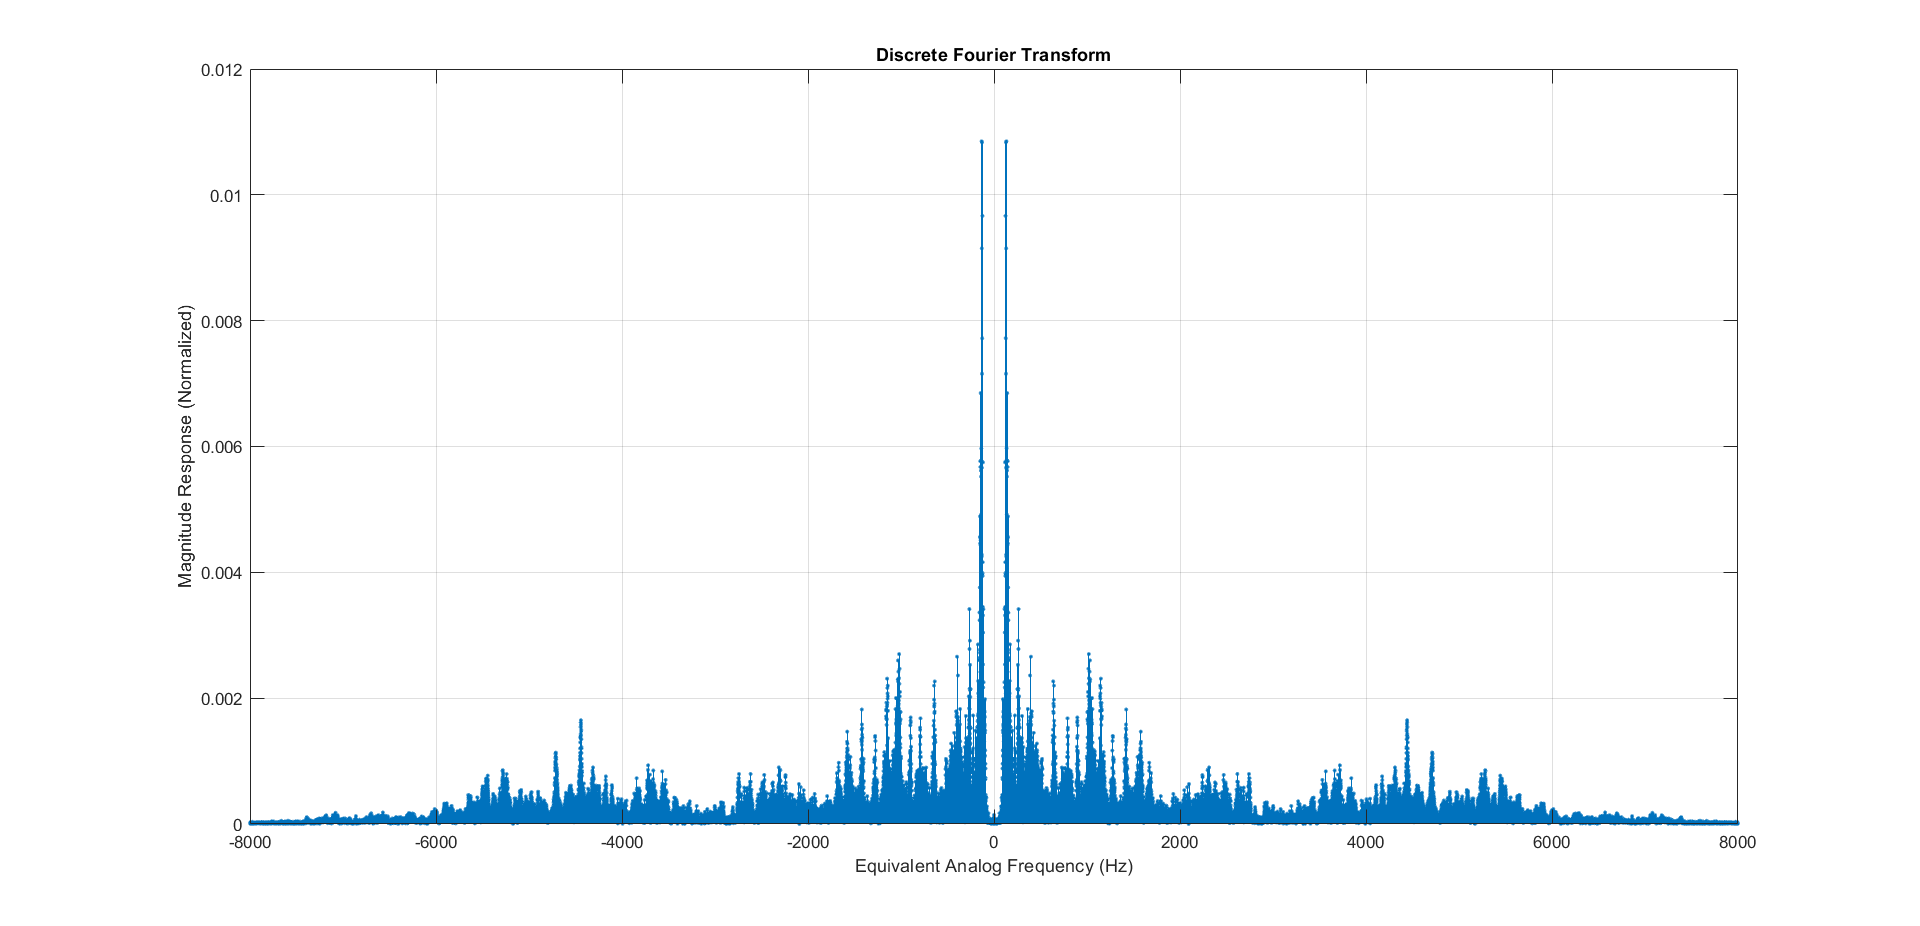 Discrete Fourier Transform
0.012
0.01
0.008
0.006
0.004
0.002
0
Magnitude Response (Normalized)
-8000 -6000 -4000 -2000 0 2000 4000 6000 8000
Equivalent Analog Frequency (Hz)